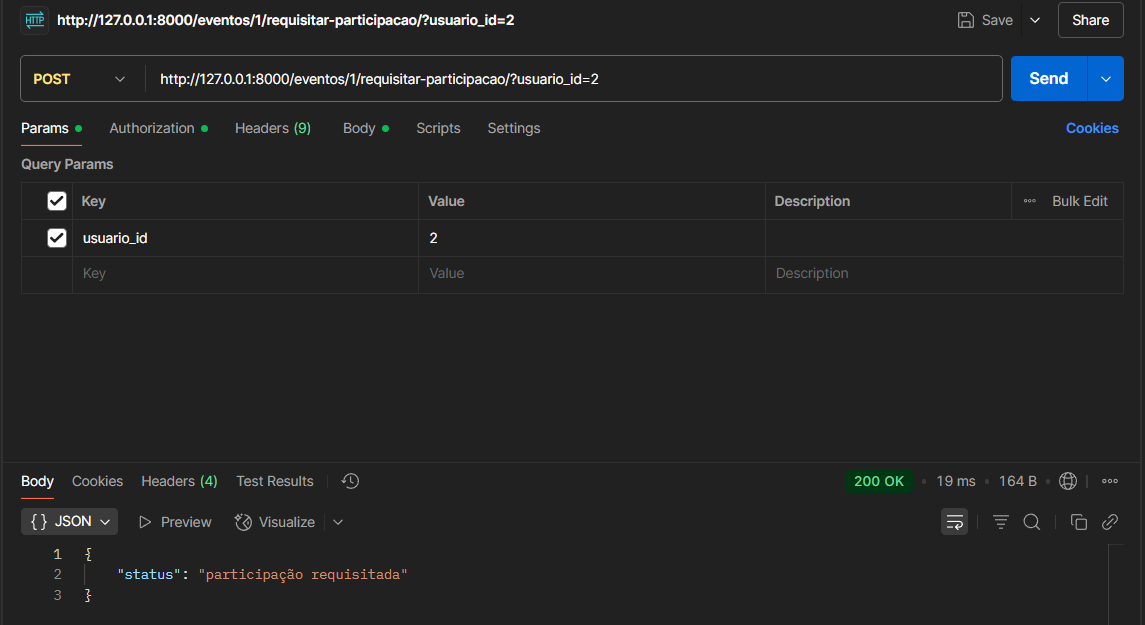 HTTP http://127.0.0.1:8000/eventos/1/requisitar-participacao/?usuario_id=2 Save Share
POST http://127.0.0.1:8000/eventos/1/requisitar-participacao/?usuario_id=2 Send
Params Authorization Headers (9) Body Scripts Settings Cookies
Query Params
Key Value Description Bulk Edit
usuario_id 2
Key Value Description
Body Cookies Headers (4) Test Results 200 OK 19 ms 164 B
{} JSON Preview Visualize
1 {
2 "status": "participação requisitada"
3 }